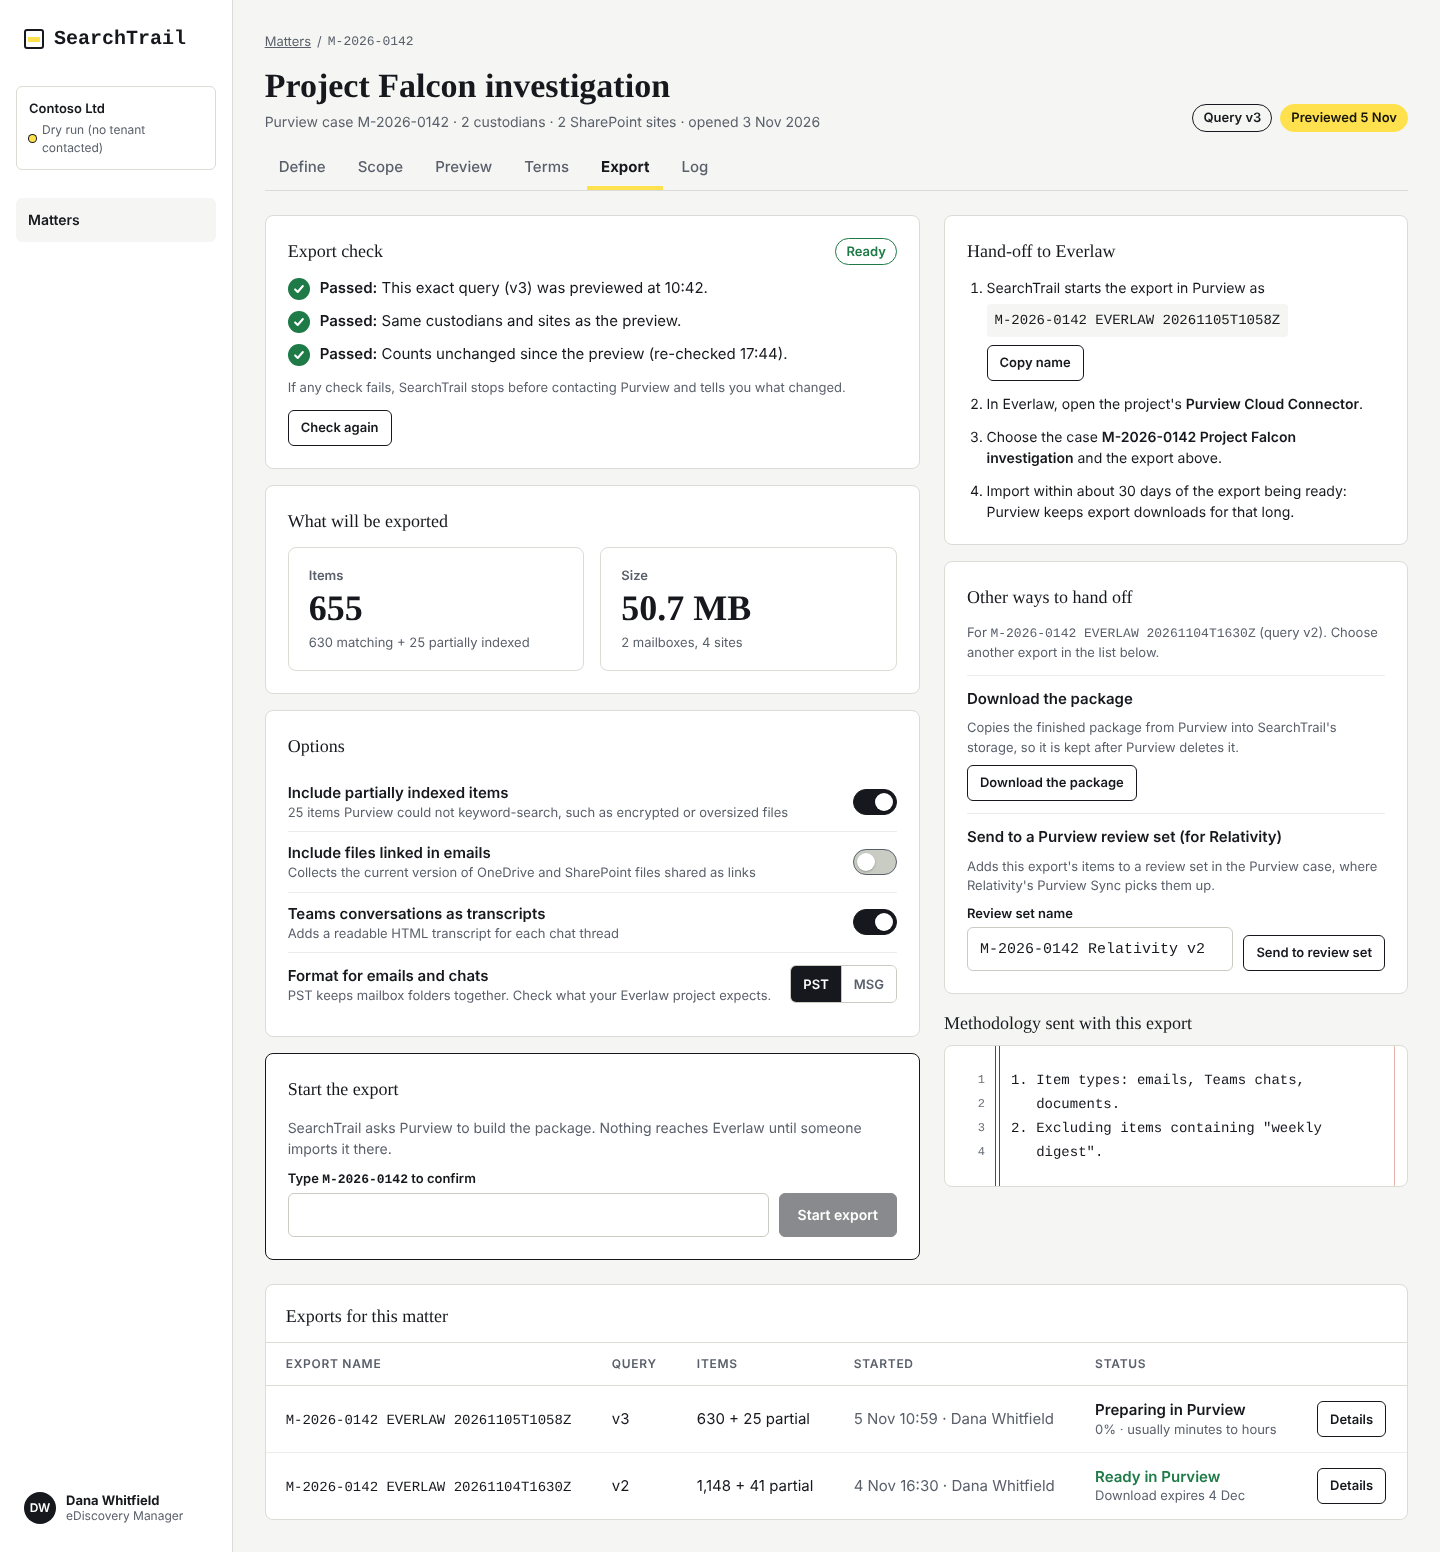 SearchTrail
Contoso Ltd
Dry run (no tenant
contacted)
Matters
Matters / M-2026-0142
Project Falcon investigation
Purview case M-2026-0142 · 2 custodians · 2 SharePoint sites · opened 3 Nov 2026
Query v3
Previewed 5 Nov
Define
Scope
Preview
Terms
Export
Log
Export check
Ready
Passed: This exact query (v3) was previewed at 10:42.
Passed: Same custodians and sites as the preview.
Passed: Counts unchanged since the preview (re-checked 17:44).
If any check fails, SearchTrail stops before contacting Purview and tells you what changed.
Check again
What will be exported
Items
655
630 matching + 25 partially indexed
Size
50.7 MB
2 mailboxes, 4 sites
Options
Include partially indexed items
25 items Purview could not keyword-search, such as encrypted or oversized files
Include files linked in emails
Collects the current version of OneDrive and SharePoint files shared as links
Teams conversations as transcripts
Adds a readable HTML transcript for each chat thread
Format for emails and chats
PST keeps mailbox folders together. Check what your Everlaw project expects.
PST
MSG
Start the export
SearchTrail asks Purview to build the package. Nothing reaches Everlaw until someone
imports it there.
Type M-2026-0142 to confirm
Start export
Hand-off to Everlaw
1. SearchTrail starts the export in Purview as
M-2026-0142 EVERLAW 20261105T1058Z
Copy name
2. In Everlaw, open the project's Purview Cloud Connector.
3. Choose the case M-2026-0142 Project Falcon
investigation and the export above.
4. Import within about 30 days of the export being ready:
Purview keeps export downloads for that long.
Other ways to hand off
For M-2026-0142 EVERLAW 20261104T1630Z (query v2). Choose
another export in the list below.
Download the package
Copies the finished package from Purview into SearchTrail's
storage, so it is kept after Purview deletes it.
Download the package
Send to a Purview review set (for Relativity)
Adds this export's items to a review set in the Purview case, where
Relativity's Purview Sync picks them up.
Review set name
M-2026-0142 Relativity v2
Send to review set
Methodology sent with this export
1 1. Item types: emails, Teams chats,
2 documents.
3 2. Excluding items containing "weekly
4 digest".
Exports for this matter
EXPORT NAME QUERY ITEMS STARTED STATUS
M-2026-0142 EVERLAW 20261105T1058Z v3 630 + 25 partial 5 Nov 10:59 · Dana Whitfield Preparing in Purview
0% · usually minutes to hours
Details
M-2026-0142 EVERLAW 20261104T1630Z v2 1,148 + 41 partial 4 Nov 16:30 · Dana Whitfield Ready in Purview
Download expires 4 Dec
Details
DW
Dana Whitfield
eDiscovery Manager